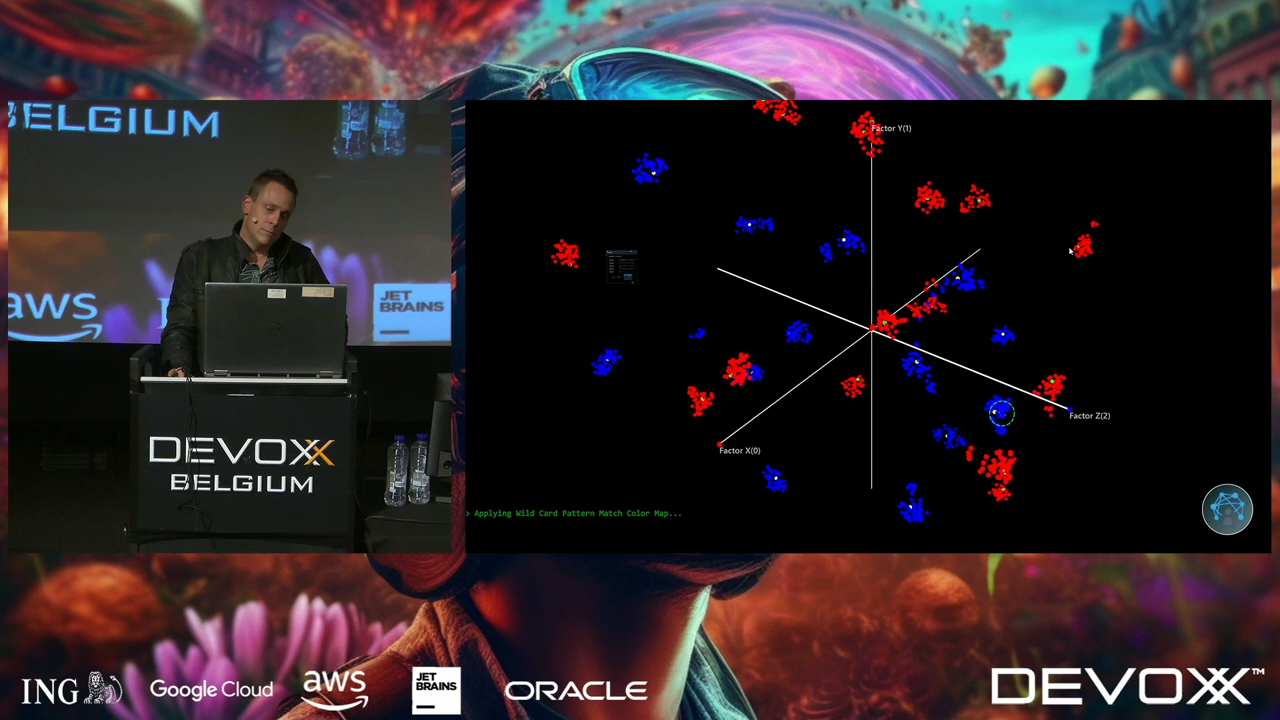 BELGIUM
aws
JET
BRAINS
DEVOXX
BELGIUM
Factor Y(1)
Factor Z(2)
Factor X(0)
> Applying Wild Card Pattern Match Color Map...
ING
Google Cloud
aws
JET
BRAINS
ORACLE
DEVOXX™